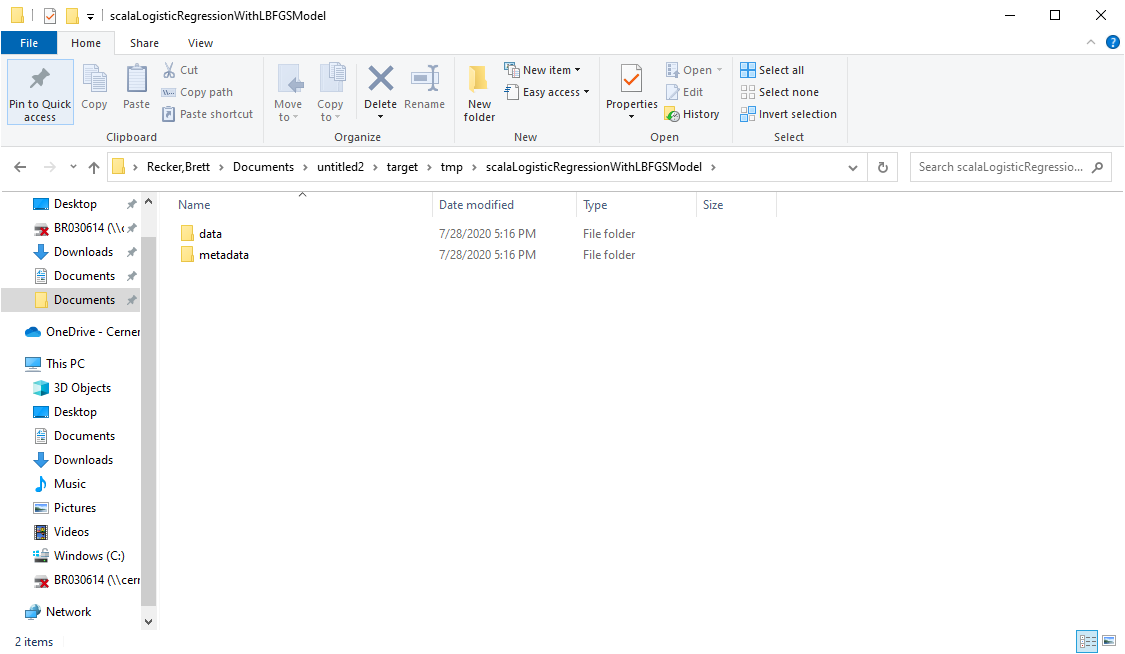 scalaLogisticRegressionWithLBFGSModel
File Home Share View
Pin to Quick access
Copy
Paste
Cut
Copy path
Paste shortcut
Clipboard
Move to
Copy to
Delete
Rename
Organize
New folder
New item
Easy access
New
Properties
Open
Edit
History
Open
Select all
Select none
Invert selection
Select
Recker,Brett > Documents > untitled2 > target > tmp > scalaLogisticRegressionWithLBFGSModel >
Search scalaLogisticRegressio...
Name Date modified Type Size
data 7/28/2020 5:16 PM File folder
metadata 7/28/2020 5:16 PM File folder
Desktop
BR030614 (\\c
Downloads
Documents
Documents
OneDrive - Cerner
This PC
3D Objects
Desktop
Documents
Downloads
Music
Pictures
Videos
Windows (C:)
BR030614 (\\cerr
Network
2 items